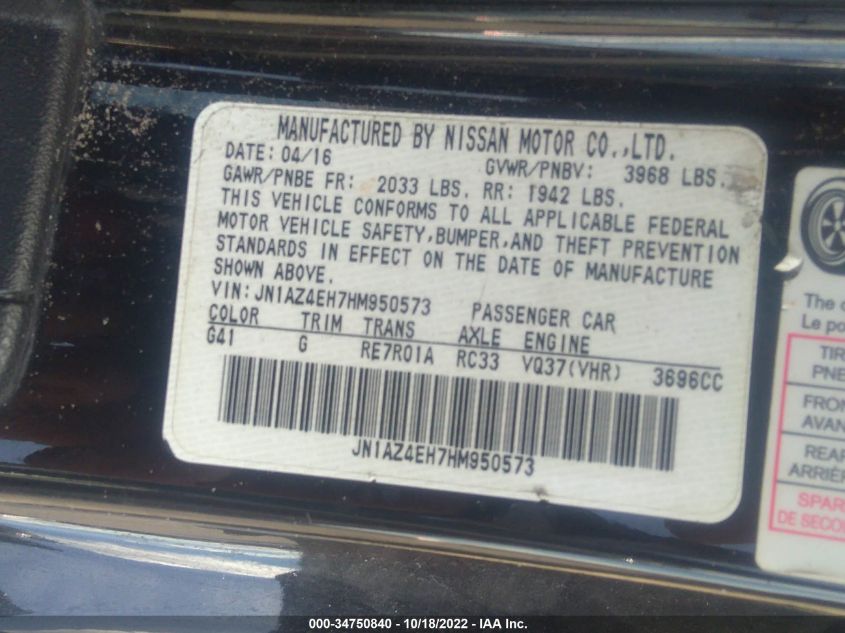 MANUFACTURED BY NISSAN MOTOR CO.,LTD.
DATE: 04/16 GVWR/PNBV: 3968 LBS.
GAWR/PNBE FR: 2033 LBS. RR: 1942 LBS.
THIS VEHICLE CONFORMS TO ALL APPLICABLE FEDERAL
MOTOR VEHICLE SAFETY,BUMPER,AND THEFT PREVENTION
STANDARDS IN EFFECT ON THE DATE OF MANUFACTURE
SHOWN ABOVE.
VIN:JN1AZ4EH7HM950573 PASSENGER CAR
COLOR TRIM TRANS AXLE ENGINE
G41 G RE7R01A RC33 VQ37(VHR) 3696CC
JN1AZ4EH7HM950573
The
Le
FRON
AVAN
REAR
ARRIÈR
SPAR
DE SECO
000-34750840 - 10/18/2022 - IAA Inc.